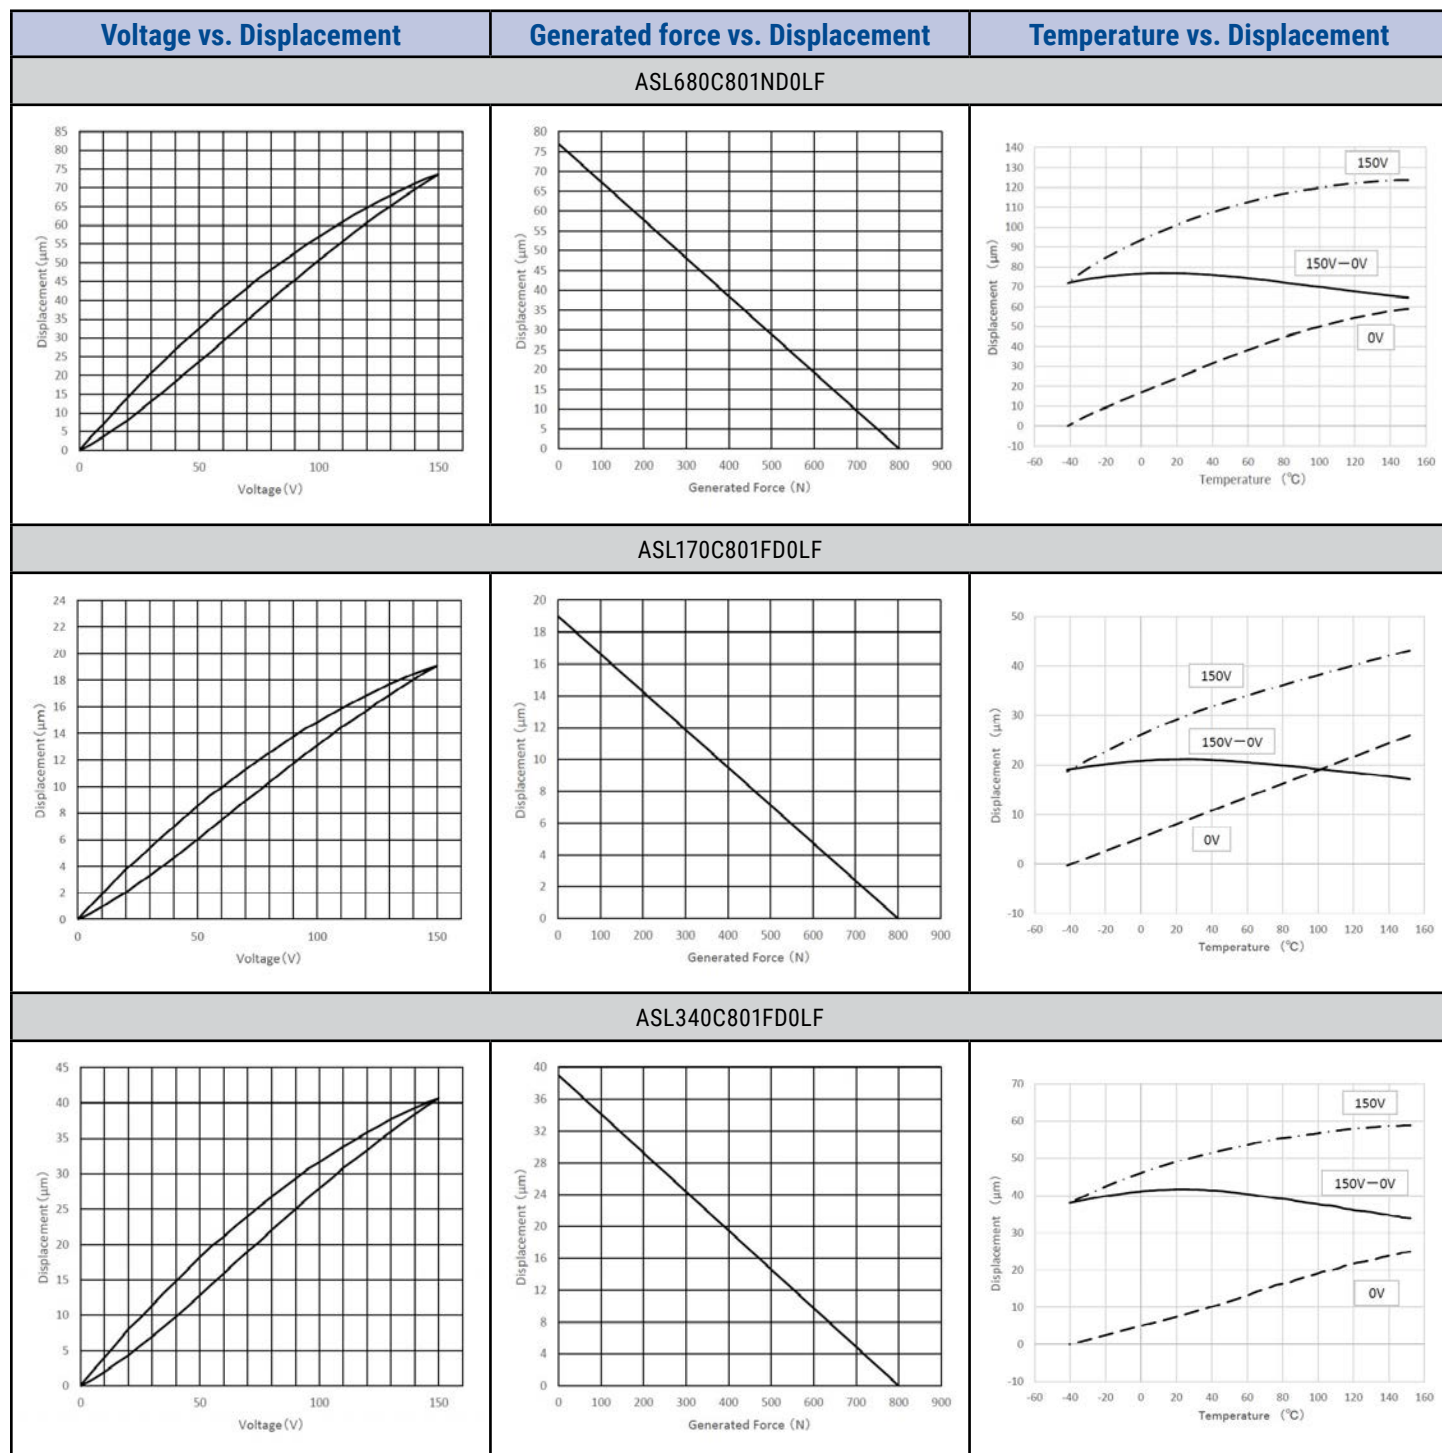 Voltage vs. Displacement
Generated force vs. Displacement
Temperature vs. Displacement
ASL680C801ND0LF
85
80
75
70
65
60
55
50
45
40
35
30
25
20
15
10
5
0
Displacement (μm)
0 50 100 150
Voltage (V)
80
75
70
65
60
55
50
45
40
35
30
25
20
15
10
5
0
Displacement (μm)
0 100 200 300 400 500 600 700 800 900
Generated Force (N)
140
130
120
110
100
90
80
70
60
50
40
30
20
10
0
-10
Displacement (μm)
150V
150V−0V
0V
-60 -40 -20 0 20 40 60 80 100 120 140 160
Temperature (℃)
ASL170C801FD0LF
24
22
20
18
16
14
12
10
8
6
4
2
0
Displacement (μm)
0 50 100 150
Voltage (V)
20
18
16
14
12
10
8
6
4
2
0
Displacement (μm)
0 100 200 300 400 500 600 700 800 900
Generated Force (N)
50
40
30
20
10
0
-10
Displacement (μm)
150V
150V−0V
0V
-60 -40 -20 0 20 40 60 80 100 120 140 160
Temperature (℃)
ASL340C801FD0LF
45
40
35
30
25
20
15
10
5
0
Displacement (μm)
0 50 100 150
Voltage (V)
40
36
32
28
24
20
16
12
8
4
0
Displacement (μm)
0 100 200 300 400 500 600 700 800 900
Generated Force (N)
70
60
50
40
30
20
10
0
-10
Displacement (μm)
150V
150V−0V
0V
-60 -40 -20 0 20 40 60 80 100 120 140 160
Temperature (℃)